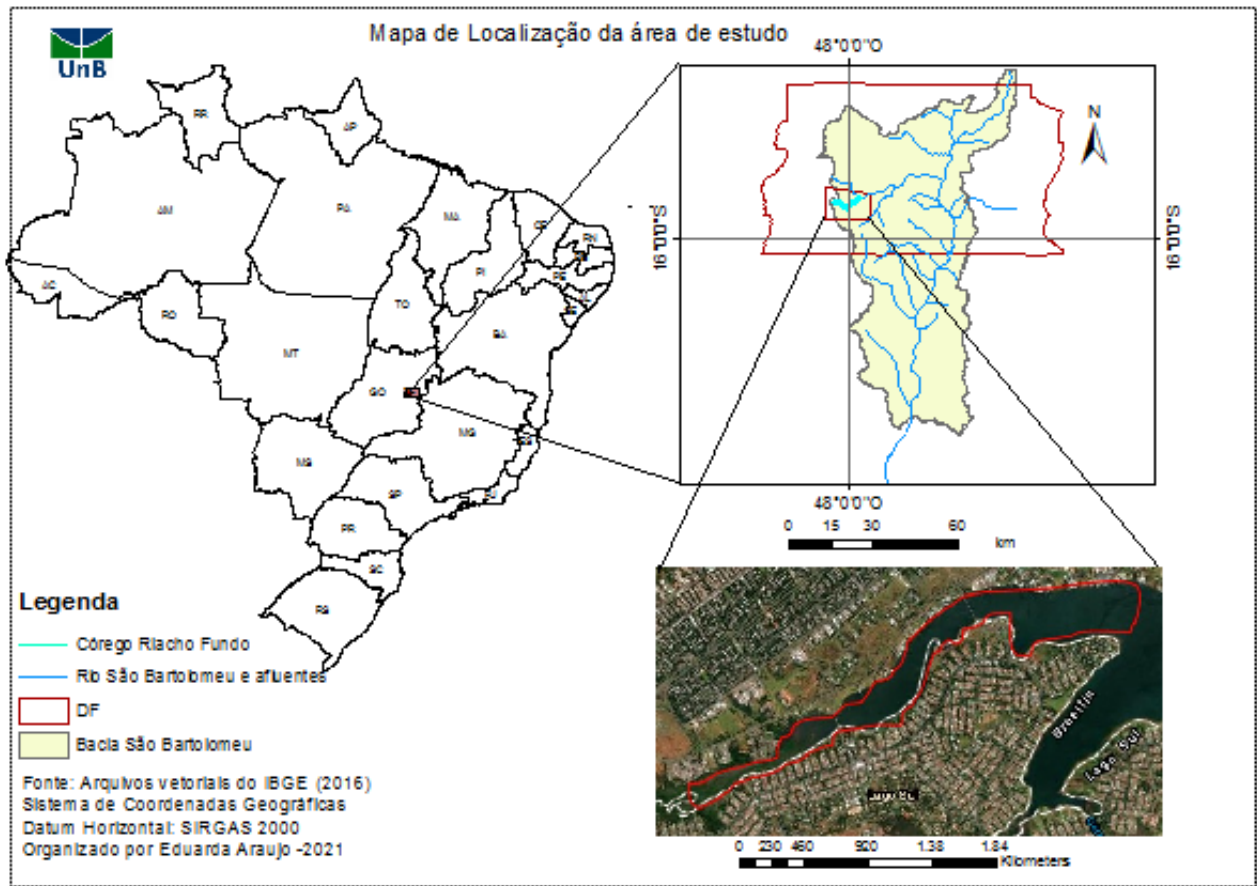 Mapa de Localização da área de estudo
UnB
48°0'0"O
N
16°0'0"S
16°0'0"S
48°0'0"O
0 15 30 60
km
RR
AP
AM
PA
MA
RN
PI
AC
TO
RO
BA
MT
GO
MG
MS
SP
RJ
PR
SC
RS
Legenda
Córego Riacho Fundo
Rio São Bartolomeu e afluentes
DF
Bacia São Bartolomeu
Fonte: Arquivos vetoriais do IBGE (2016)
Sistema de Coordenadas Geográficas
Datum Horizontal: SIRGAS 2000
Organizado por Eduarda Araujo -2021
Lago Sul
0 230 460 920 1.38 1.84
Kilometers